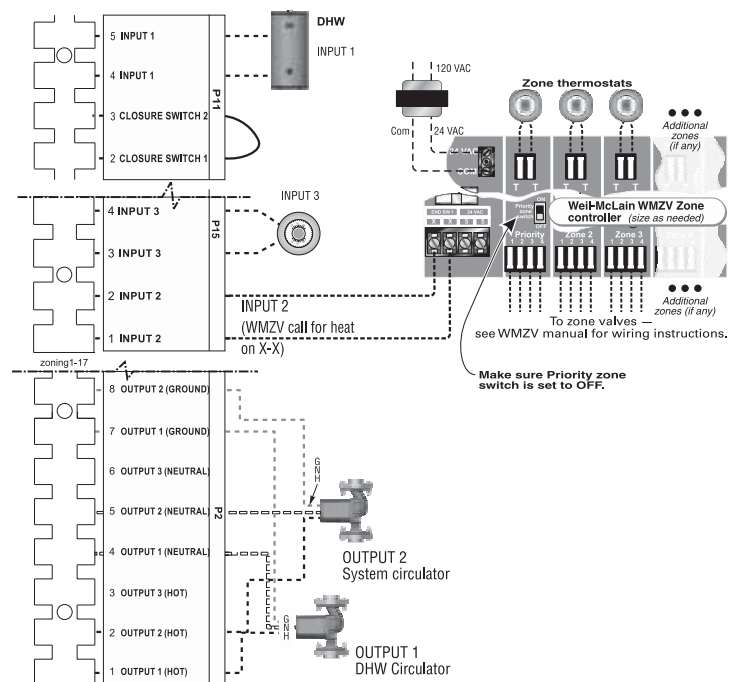 DHW
INPUT 1
5 INPUT 1
4 INPUT 1
3 CLOSURE SWITCH 2
2 CLOSURE SWITCH 1
P11
120 VAC
Com
24 VAC
24 VAC
COM
Zone thermostats
T T
T T
T T
Additional
zones
(if any)
4 INPUT 3
3 INPUT 3
2 INPUT 2
1 INPUT 2
P15
INPUT 3
INPUT 2
(WMZV call for heat
on X-X)
END SW 1 24 VAC
X X
Priority
zone
switch
ON
OFF
Weil-McLain WMZV Zone
controller (size as needed)
Priority Zone 2 Zone 3
1 2 3 4 1 2 3 4 1 2 3 4
Additional
zones (if any)
To zone valves —
see WMZV manual for wiring instructions.
Make sure Priority zone
switch is set to OFF.
zoning1-17
8 OUTPUT 2 (GROUND)
7 OUTPUT 1 (GROUND)
6 OUTPUT 3 (NEUTRAL)
5 OUTPUT 2 (NEUTRAL)
4 OUTPUT 1 (NEUTRAL)
3 OUTPUT 3 (HOT)
2 OUTPUT 2 (HOT)
1 OUTPUT 1 (HOT)
P2
G
N
H
OUTPUT 2
System circulator
G
N
H
OUTPUT 1
DHW Circulator